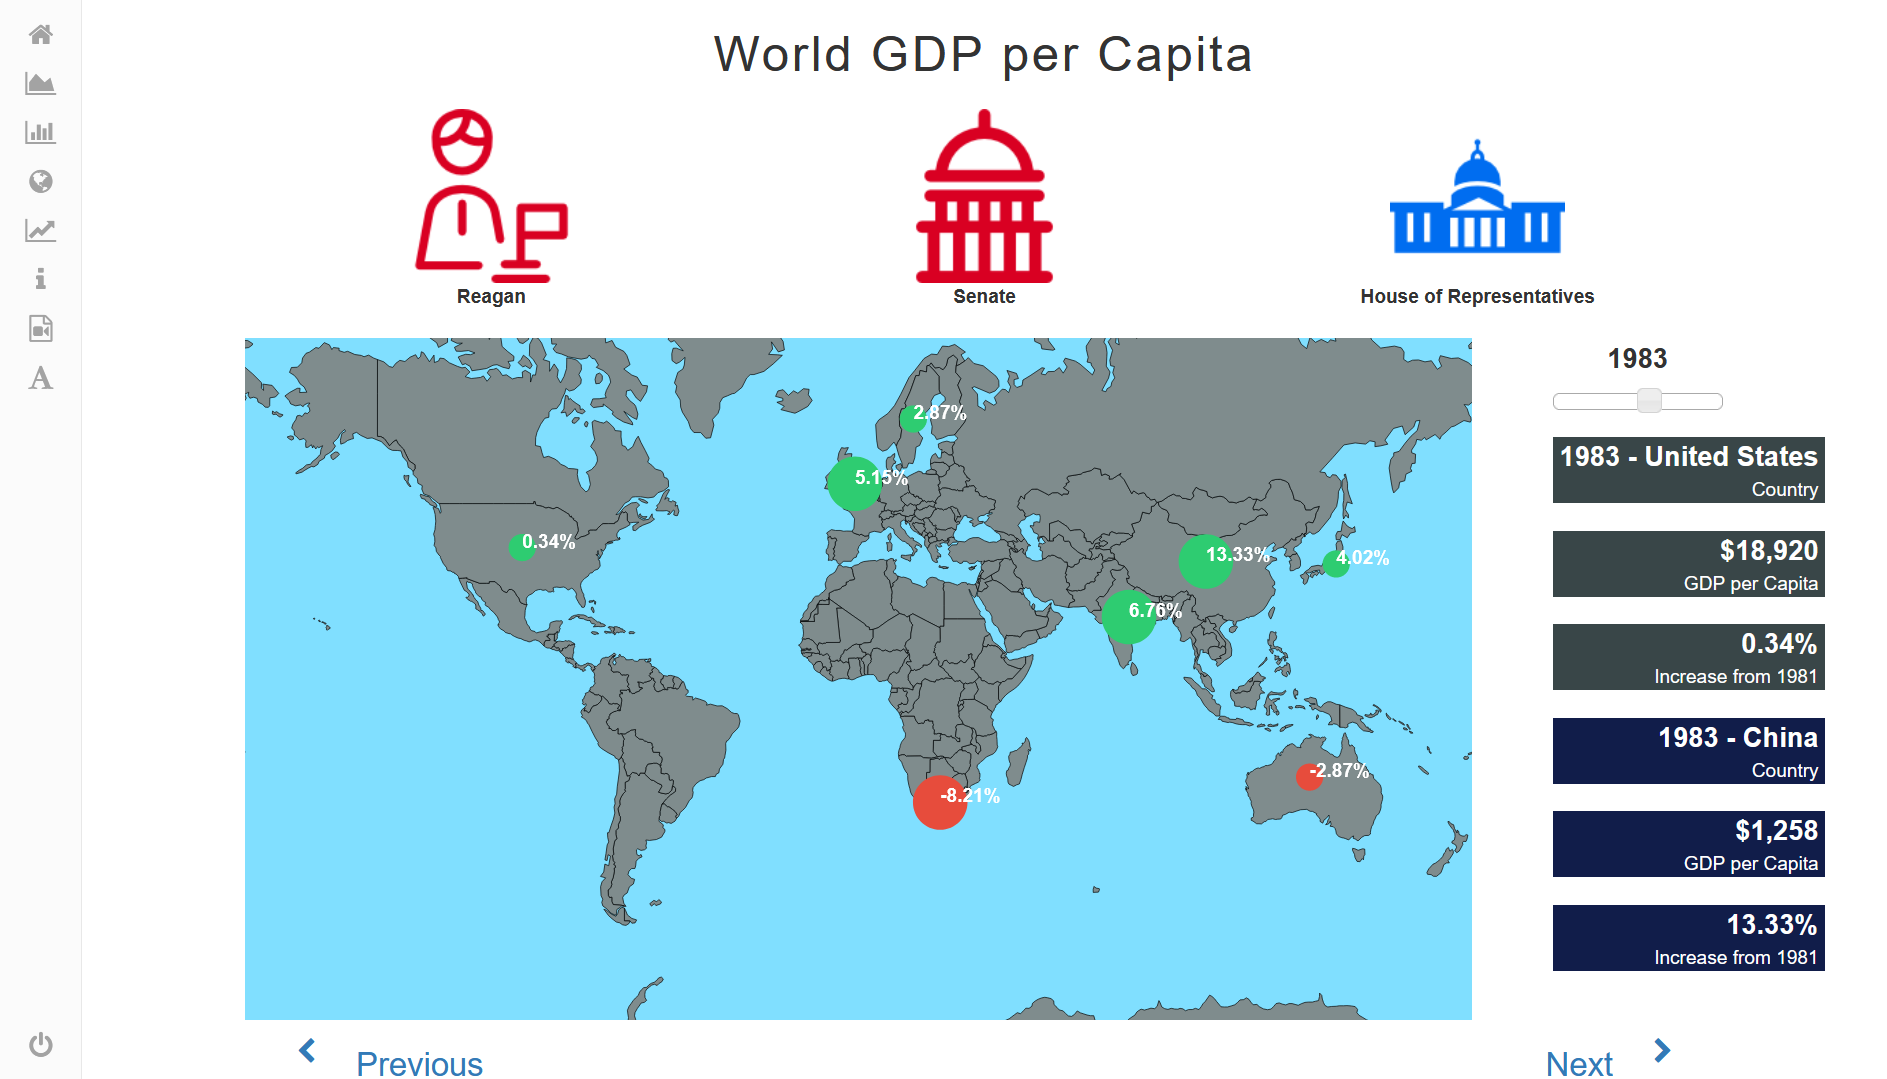 World GDP per Capita
Reagan
Senate
House of Representatives
1983
2.87%
5.15%
0.34%
13.33%
4.02%
6.76%
-2.87%
-8.21%
1983 - United States
Country
$18,920
GDP per Capita
0.34%
Increase from 1981
1983 - China
Country
$1,258
GDP per Capita
13.33%
Increase from 1981
Previous
Next